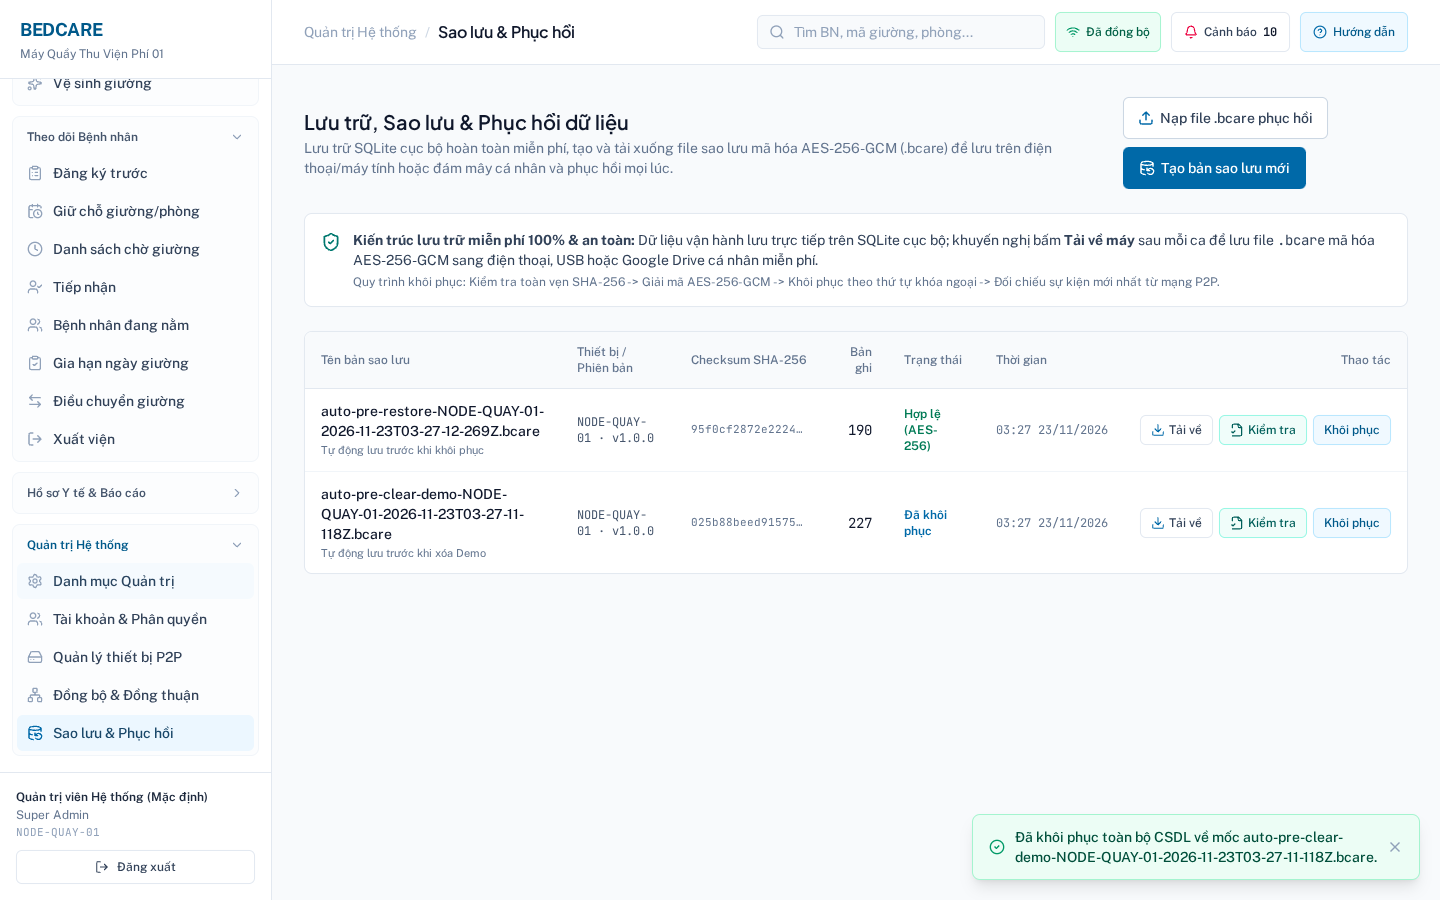 BEDCARE
Máy Quầy Thu Viện Phí 01
Vệ sinh giường
Theo dõi Bệnh nhân
Đăng ký trước
Giữ chỗ giường/phòng
Danh sách chờ giường
Tiếp nhận
Bệnh nhân đang nằm
Gia hạn ngày giường
Điều chuyển giường
Xuất viện
Hồ sơ Y tế & Báo cáo
Quản trị Hệ thống
Danh mục Quản trị
Tài khoản & Phân quyền
Quản lý thiết bị P2P
Đồng bộ & Đồng thuận
Sao lưu & Phục hồi
Quản trị viên Hệ thống (Mặc định)
Super Admin
NODE-QUAY-01
Đăng xuất
Quản trị Hệ thống / Sao lưu & Phục hồi
Tìm BN, mã giường, phòng...
Đã đồng bộ
Cảnh báo 10
Hướng dẫn
Lưu trữ, Sao lưu & Phục hồi dữ liệu
Lưu trữ SQLite cục bộ hoàn toàn miễn phí, tạo và tải xuống file sao lưu mã hóa AES-256-GCM (.bcare) để lưu trên điện
thoại/máy tính hoặc đám mây cá nhân và phục hồi mọi lúc.
Nạp file .bcare phục hồi
Tạo bản sao lưu mới
Kiến trúc lưu trữ miễn phí 100% & an toàn: Dữ liệu vận hành lưu trực tiếp trên SQLite cục bộ; khuyến nghị bấm Tải về máy sau mỗi ca để lưu file .bcare mã hóa
AES-256-GCM sang điện thoại, USB hoặc Google Drive cá nhân miễn phí.
Quy trình khôi phục: Kiểm tra toàn vẹn SHA-256 -> Giải mã AES-256-GCM -> Khôi phục theo thứ tự khóa ngoại -> Đối chiếu sự kiện mới nhất từ mạng P2P.
Tên bản sao lưu
Thiết bị /
Phiên bản
Checksum SHA-256
Bản
ghi
Trạng thái
Thời gian
Thao tác
auto-pre-restore-NODE-QUAY-01-
2026-11-23T03-27-12-269Z.bcare
Tự động lưu trước khi khôi phục
NODE-QUAY-
01 · v1.0.0
95f0cf2872e2224…
190
Hợp lệ
(AES-
256)
03:27 23/11/2026
Tải về
Kiểm tra
Khôi phục
auto-pre-clear-demo-NODE-
QUAY-01-2026-11-23T03-27-11-
118Z.bcare
Tự động lưu trước khi xóa Demo
NODE-QUAY-
01 · v1.0.0
025b88beed91575…
227
Đã khôi
phục
03:27 23/11/2026
Tải về
Kiểm tra
Khôi phục
Đã khôi phục toàn bộ CSDL về mốc auto-pre-clear-
demo-NODE-QUAY-01-2026-11-23T03-27-11-118Z.bcare.